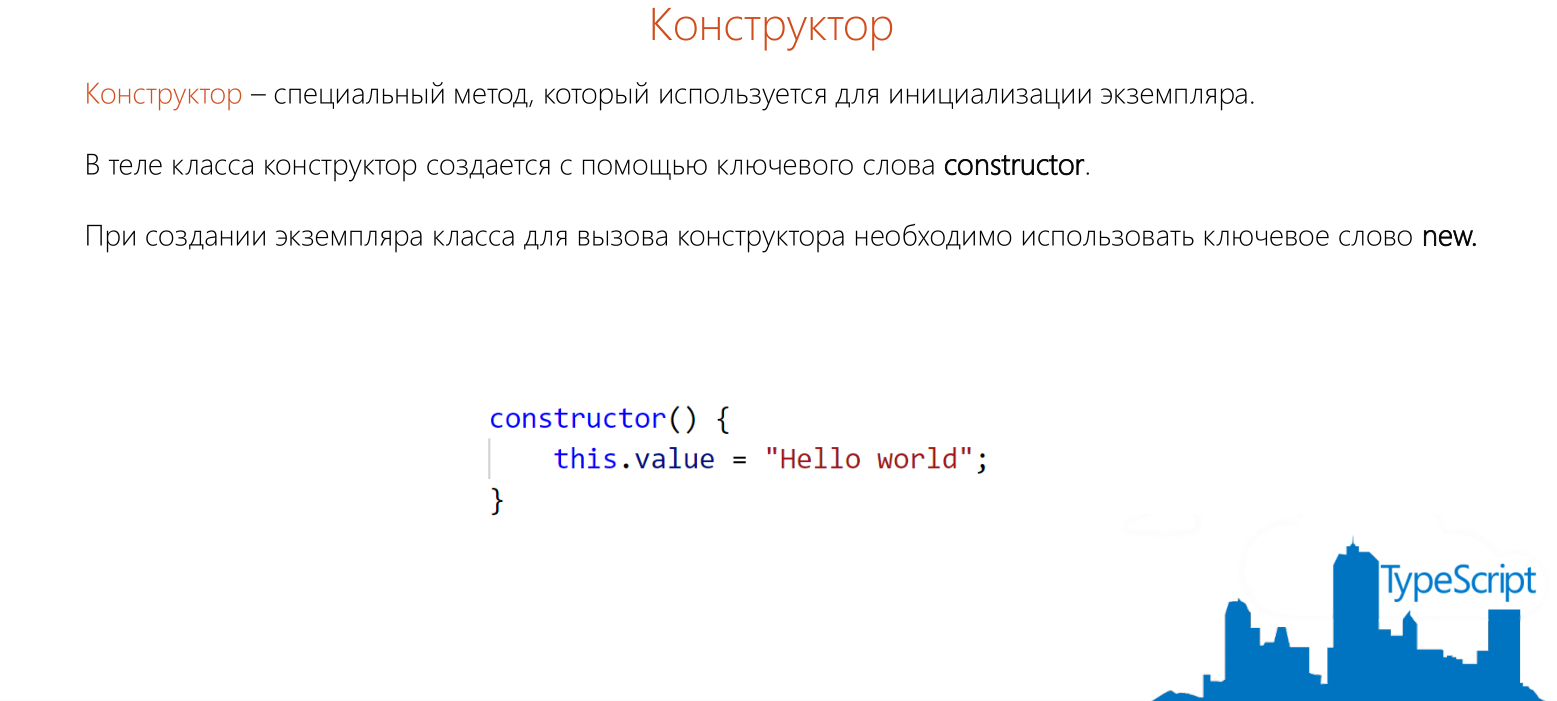 Конструктор
Конструктор – специальный метод, который используется для инициализации экземпляра.
В теле класса конструктор создается с помощью ключевого слова constructor.
При создании экземпляра класса для вызова конструктора необходимо использовать ключевое слово new.
constructor() {
    this.value = "Hello world";
}
TypeScript